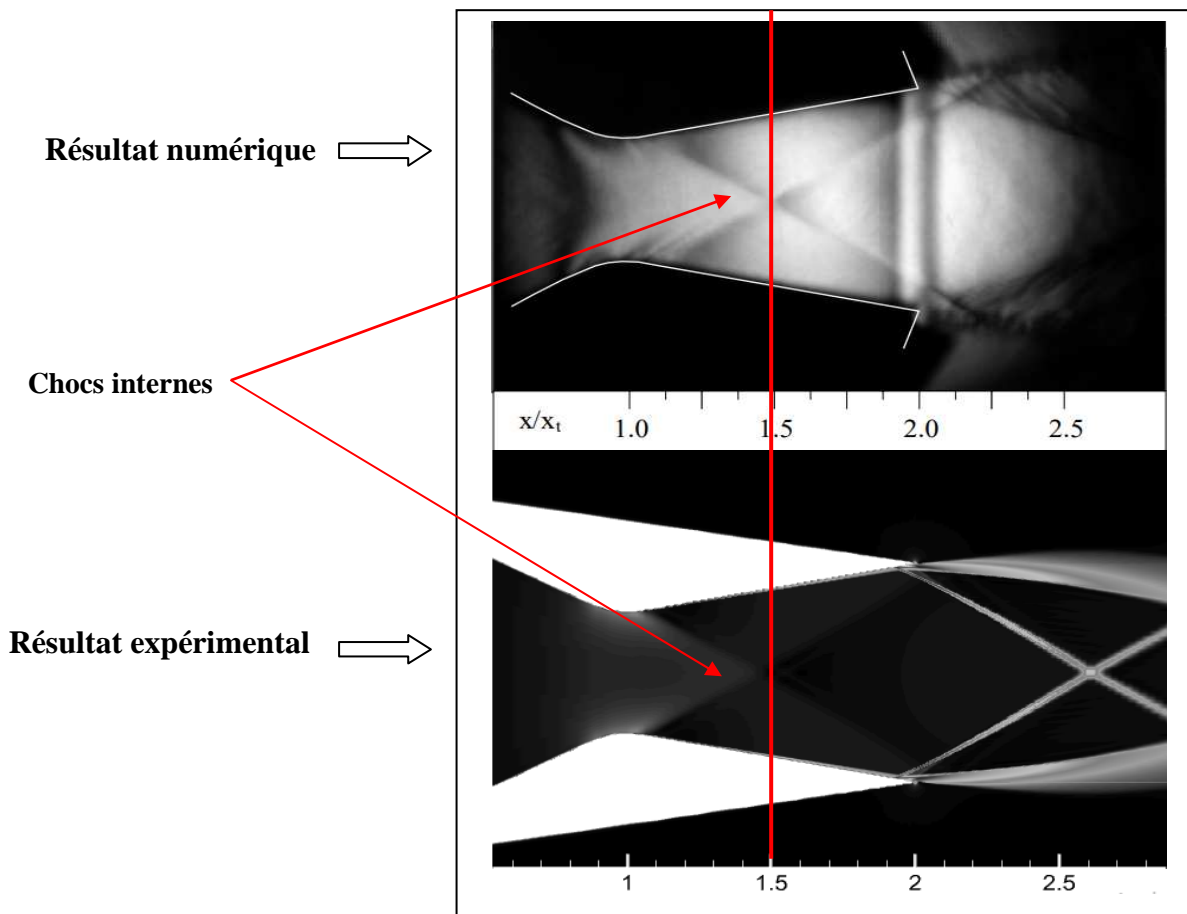 Résultat numérique
Chocs internes
x/xₜ 1.0 1.5 2.0 2.5
Résultat expérimental
1 1.5 2 2.5